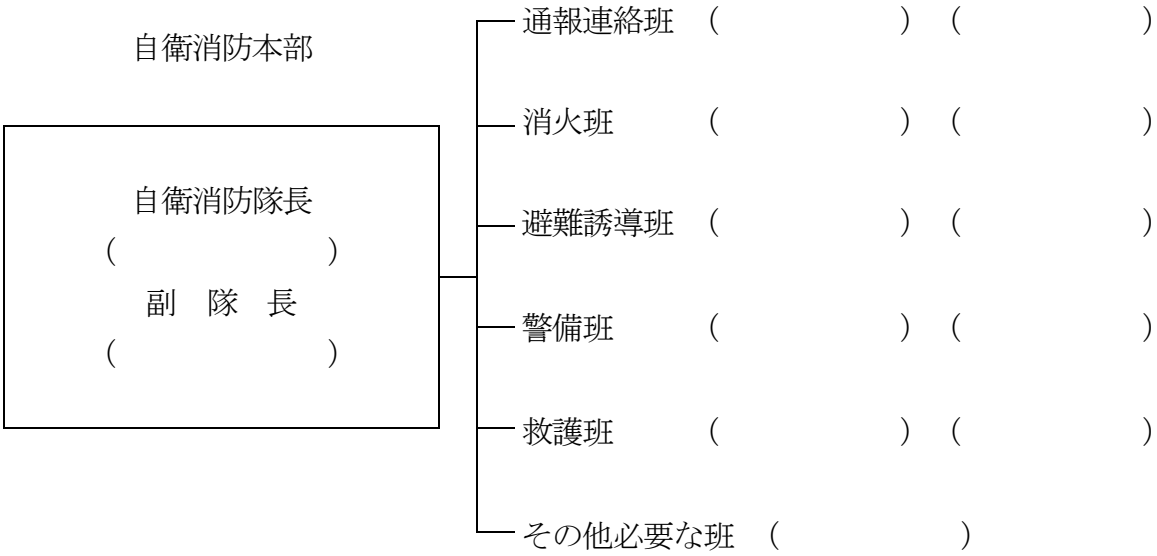 自衛消防本部
自衛消防隊長
(　　　　　　　)
副　隊　長
(　　　　　　　)
通報連絡班　(　　　　　　)　(　　　　　　)
消火班　　　(　　　　　　)　(　　　　　　)
避難誘導班　(　　　　　　)　(　　　　　　)
警備班　　　(　　　　　　)　(　　　　　　)
救護班　　　(　　　　　　)　(　　　　　　)
その他必要な班　(　　　　　　)